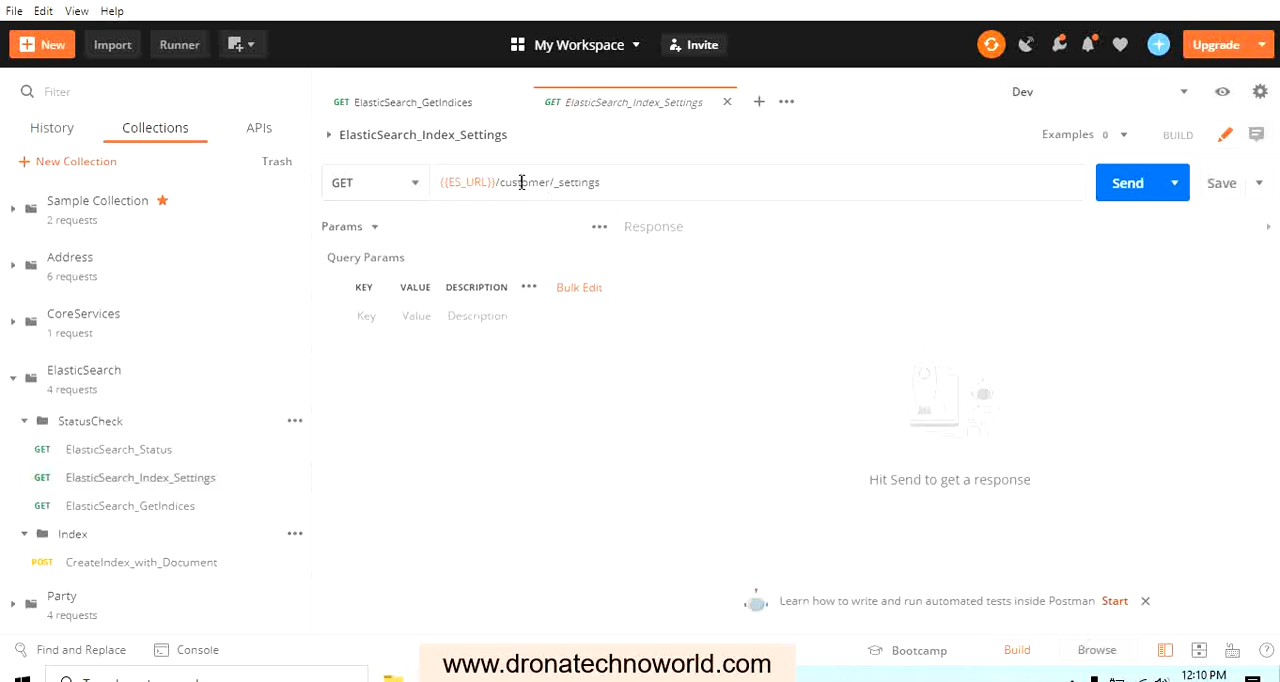 File Edit View Help
New Import Runner My Workspace Invite Upgrade
Filter
History Collections APIs
New Collection Trash
Sample Collection
2 requests
Address
6 requests
CoreServices
1 request
ElasticSearch
4 requests
StatusCheck
GET ElasticSearch_Status
GET ElasticSearch_Index_Settings
GET ElasticSearch_GetIndices
Index
POST CreateIndex_with_Document
Party
4 requests
GET ElasticSearch_GetIndices GET ElasticSearch_Index_Settings Dev
ElasticSearch_Index_Settings Examples 0 BUILD
GET {{ES_URL}}/customer/_settings Send Save
Params Response
Query Params
KEY VALUE DESCRIPTION Bulk Edit
Key Value Description
Hit Send to get a response
Learn how to write and run automated tests inside Postman Start
Find and Replace Console Bootcamp Build Browse
www.dronatechnoworld.com
12:10 PM